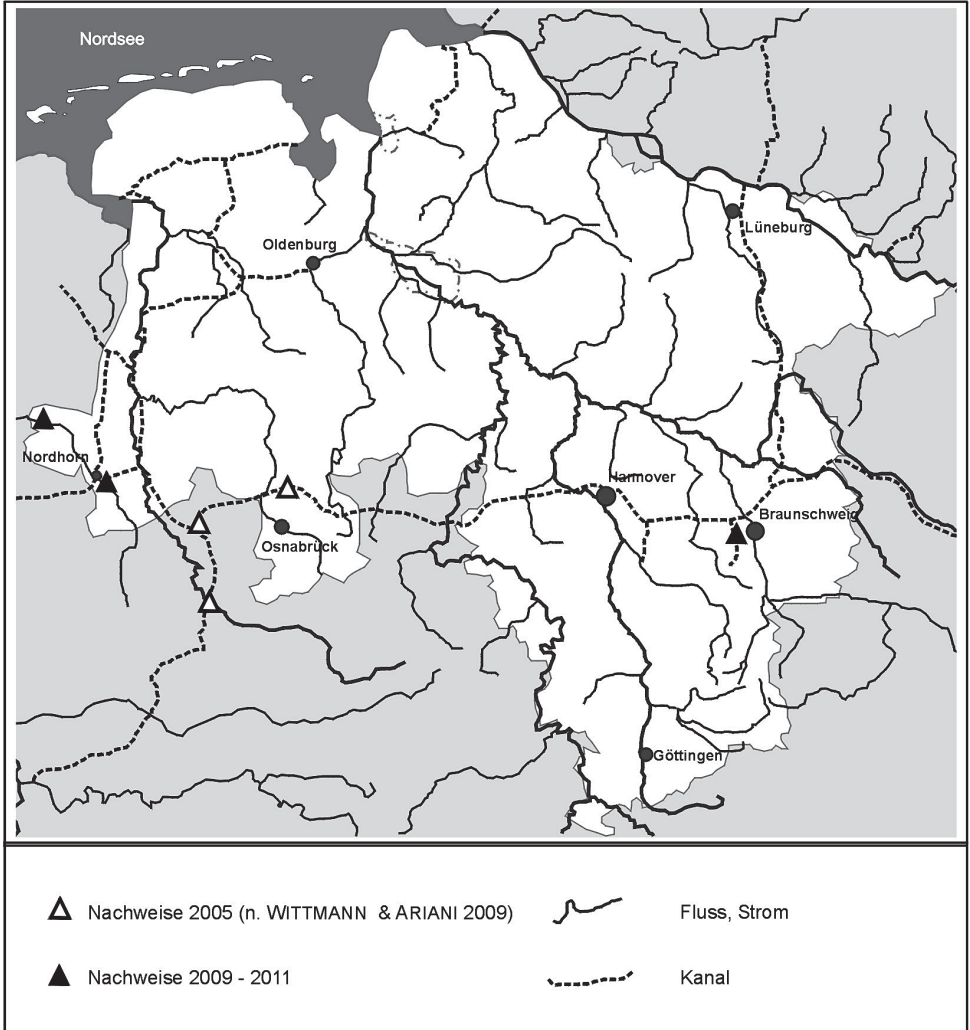 Nordsee
Oldenburg
Lüneburg
Nordhorn
Hannover
Braunschweig
Osnabrück
Göttingen
Nachweise 2005 (n. WITTMANN & ARIANI 2009)
Fluss, Strom
Nachweise 2009 - 2011
Kanal